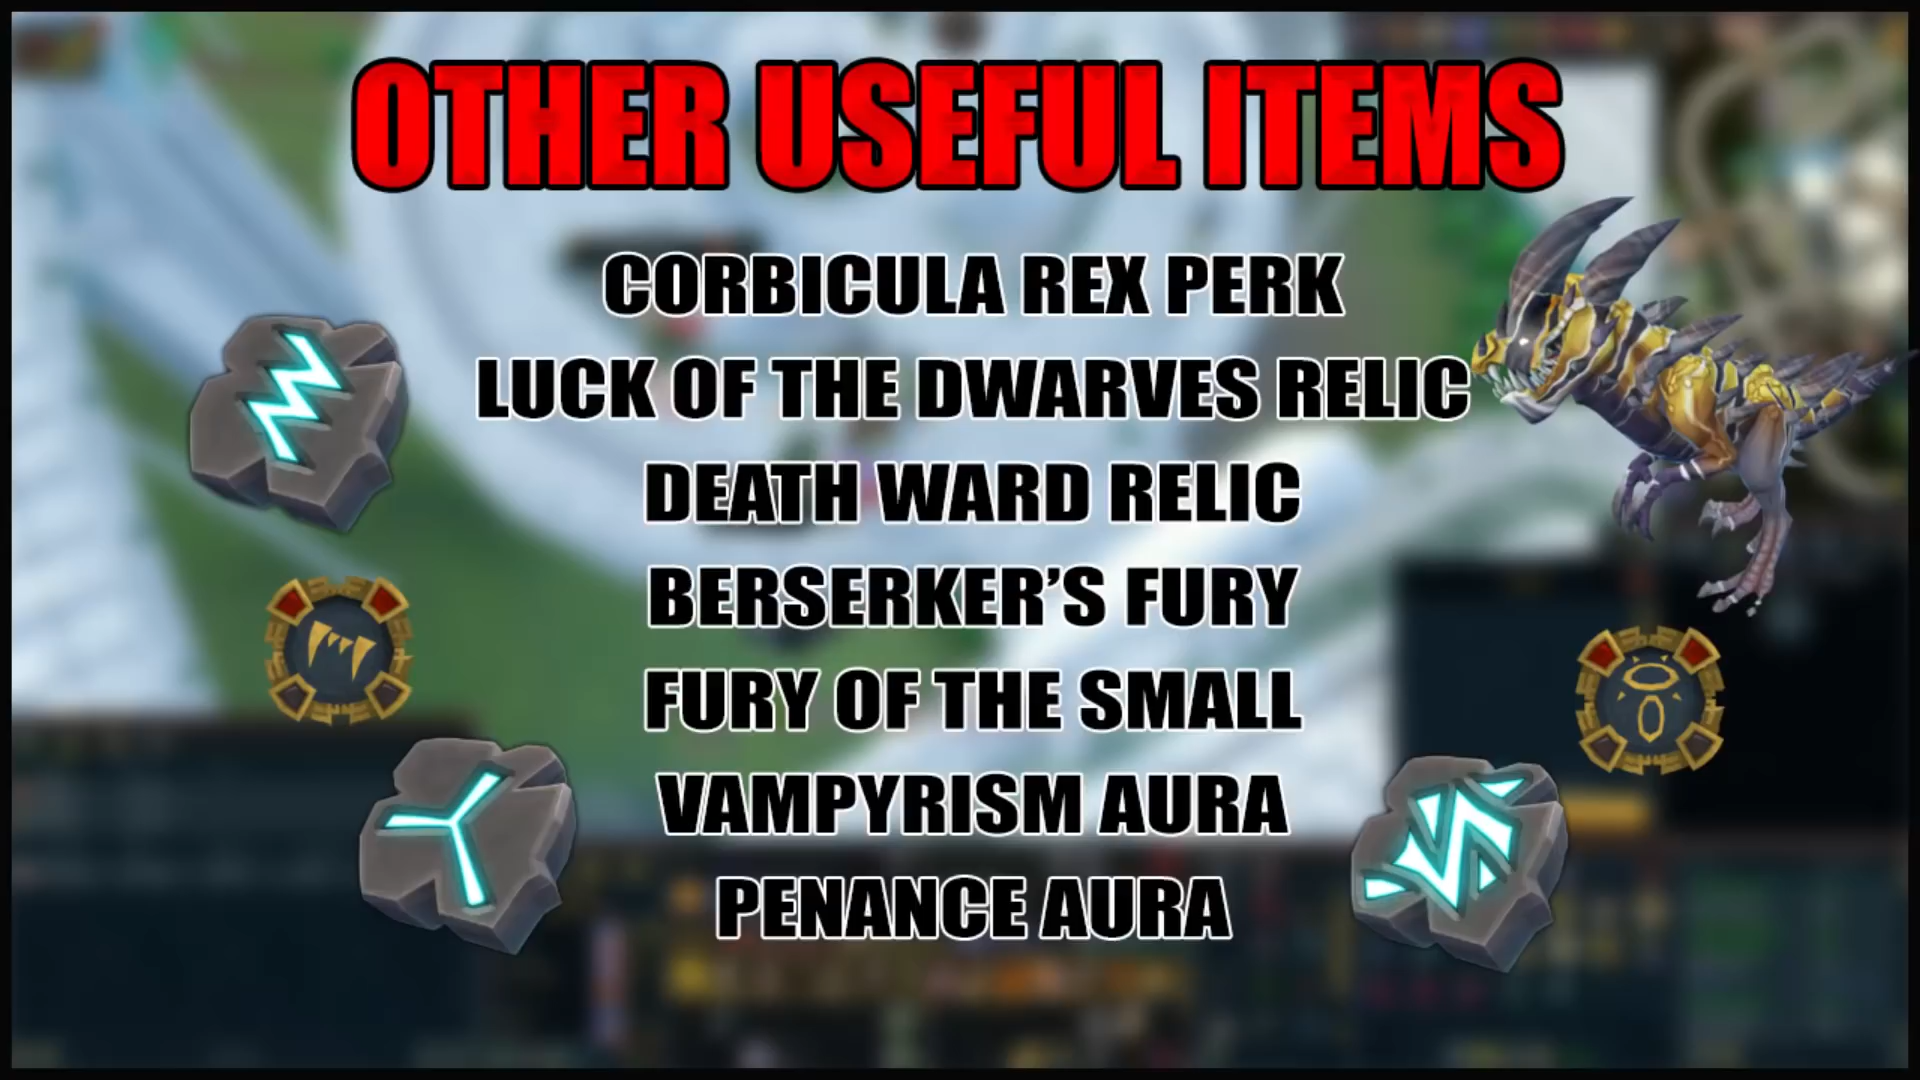 OTHER USEFUL ITEMS
CORBICULA REX PERK
LUCK OF THE DWARVES RELIC
DEATH WARD RELIC
BERSERKER'S FURY
FURY OF THE SMALL
VAMPYRISM AURA
PENANCE AURA